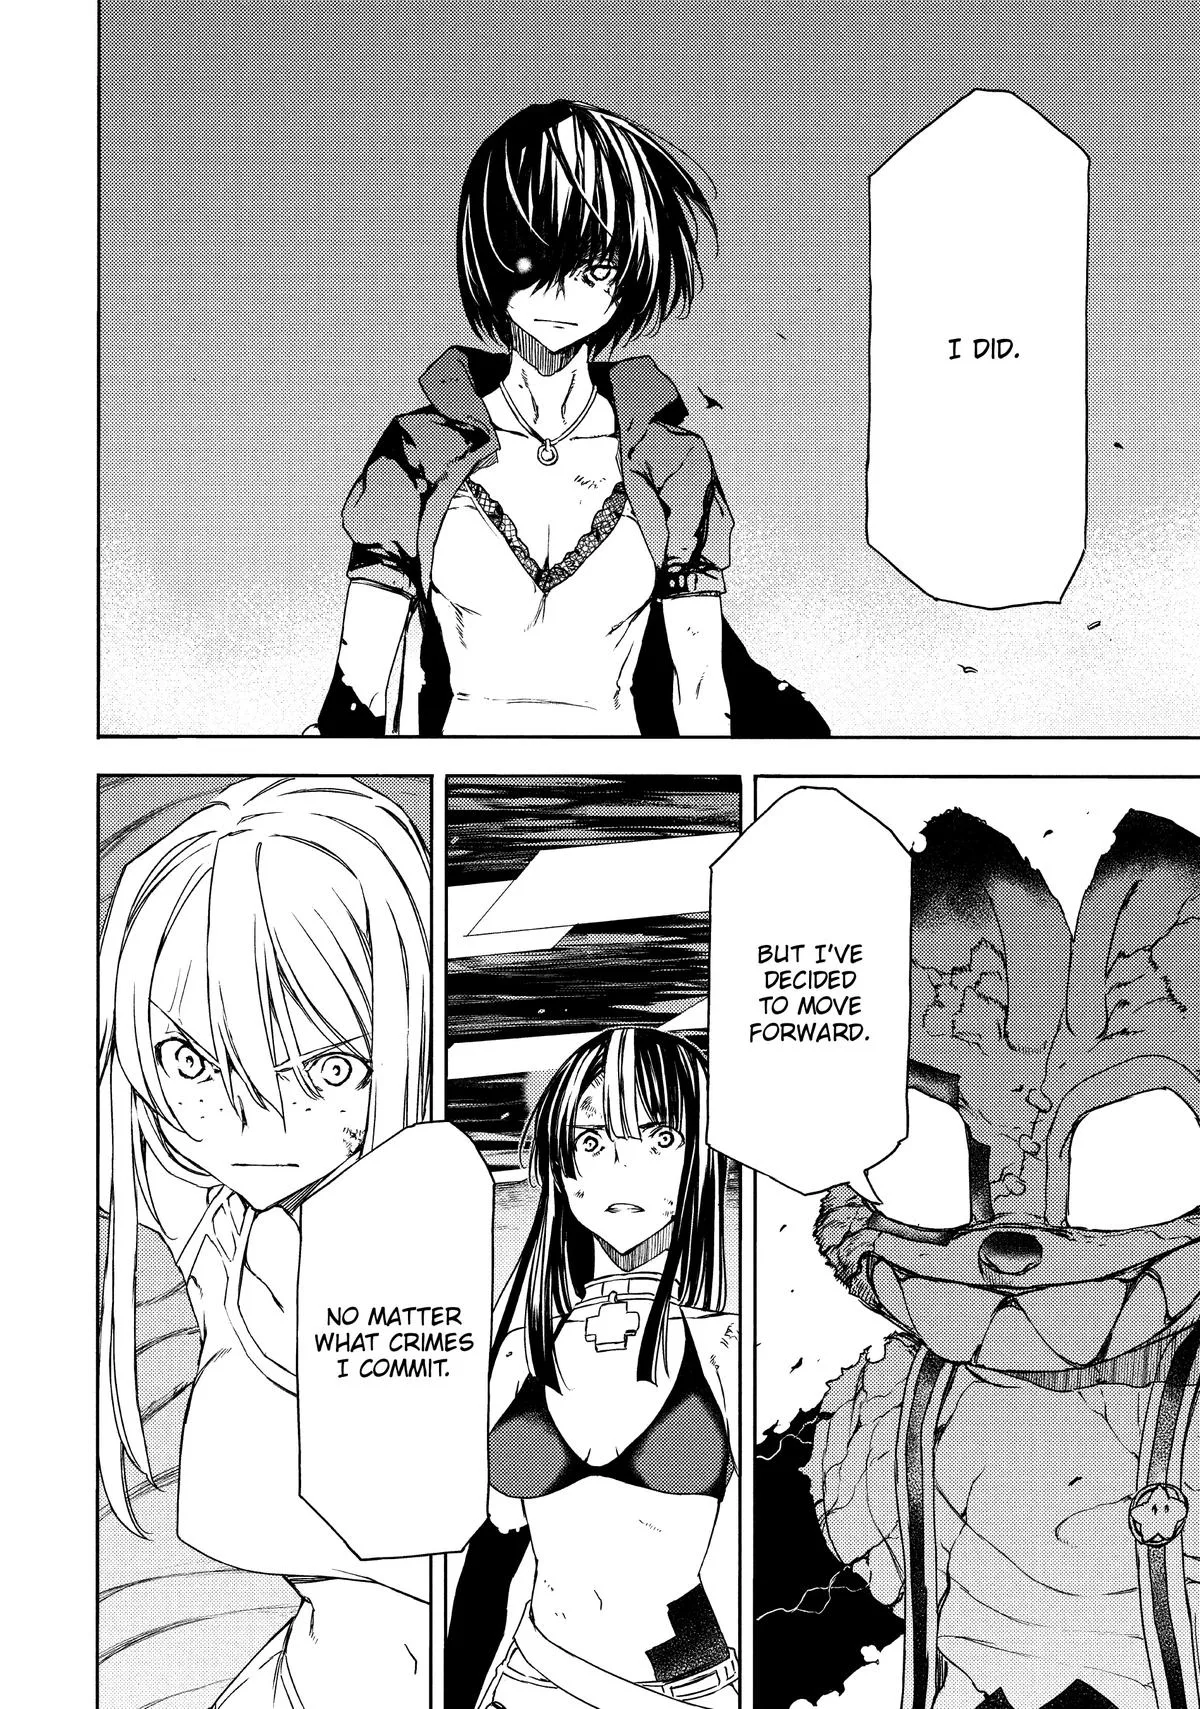 I DID.
BUT I'VE
DECIDED
TO MOVE
FORWARD.
NO MATTER
WHAT CRIMES
I COMMIT.